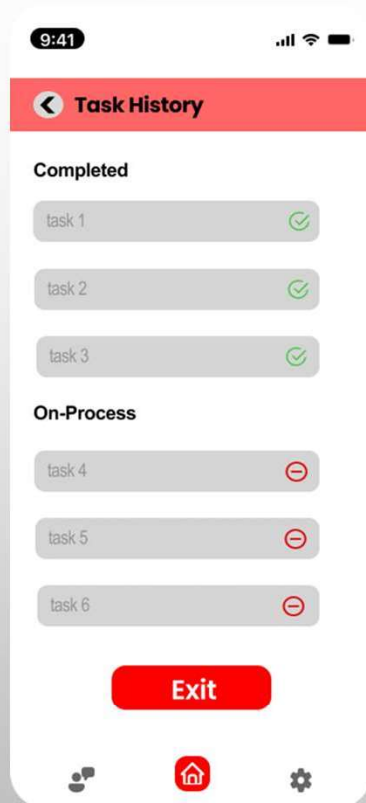 9:41
Task History
Completed
task 1
task 2
task 3
On-Process
task 4
task 5
task 6
Exit